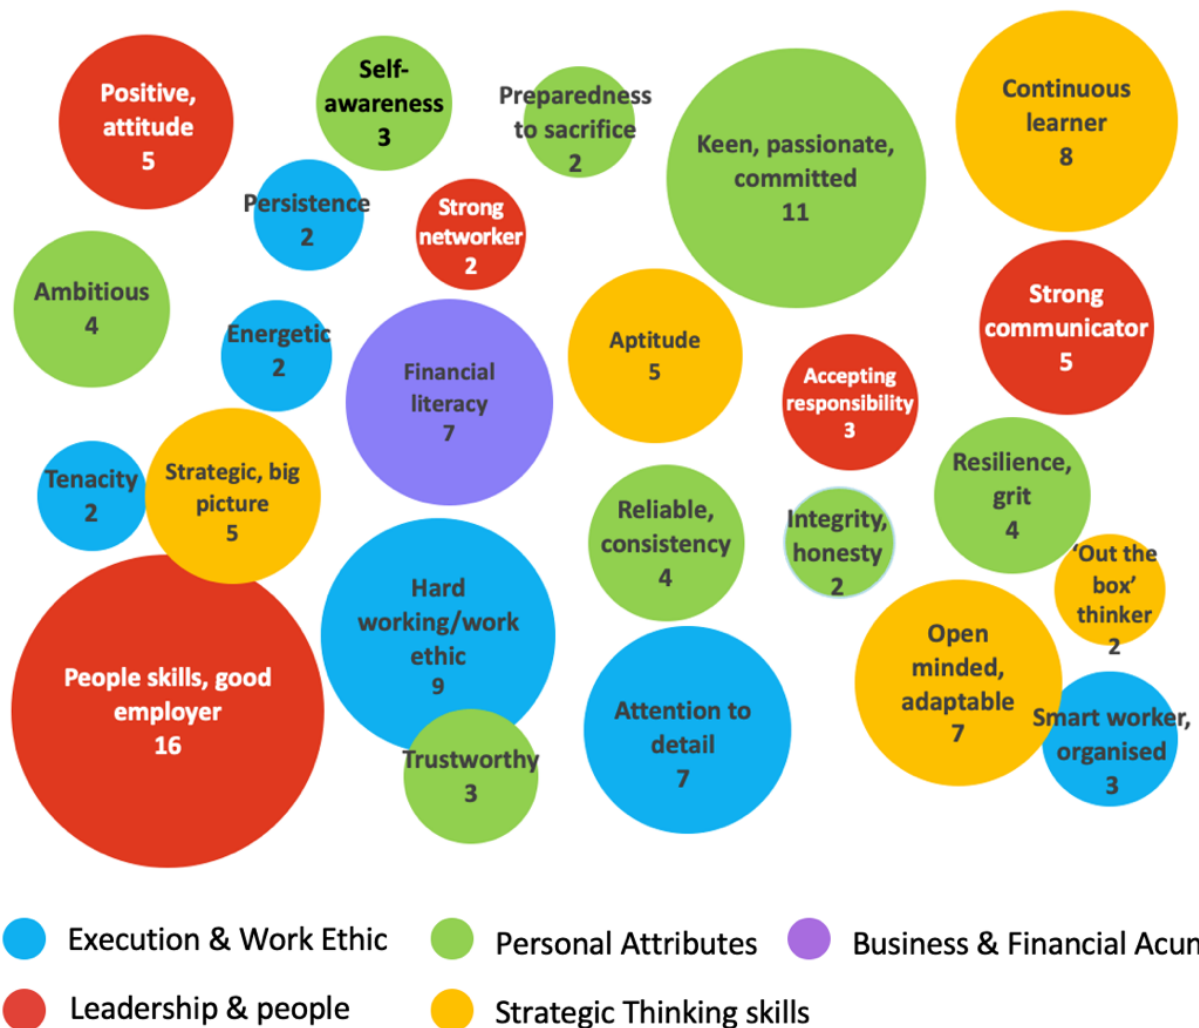 Positive,
attitude
5
Self-
awareness
3
Preparedness
to sacrifice
2
Keen, passionate,
committed
11
Continuous
learner
8
Persistence
2
Strong
networker
2
Ambitious
4
Energetic
2
Financial
literacy
7
Aptitude
5
Accepting
responsibility
3
Strong
communicator
5
Tenacity
2
Strategic, big
picture
5
Reliable,
consistency
4
Integrity,
honesty
2
Resilience,
grit
4
‘Out the
box’
thinker
2
People skills, good
employer
16
Hard
working/work
ethic
9
Trustworthy
3
Attention to
detail
7
Open
minded,
adaptable
7
Smart worker,
organised
3
Execution & Work Ethic
Personal Attributes
Business & Financial Acum
Leadership & people
Strategic Thinking skills